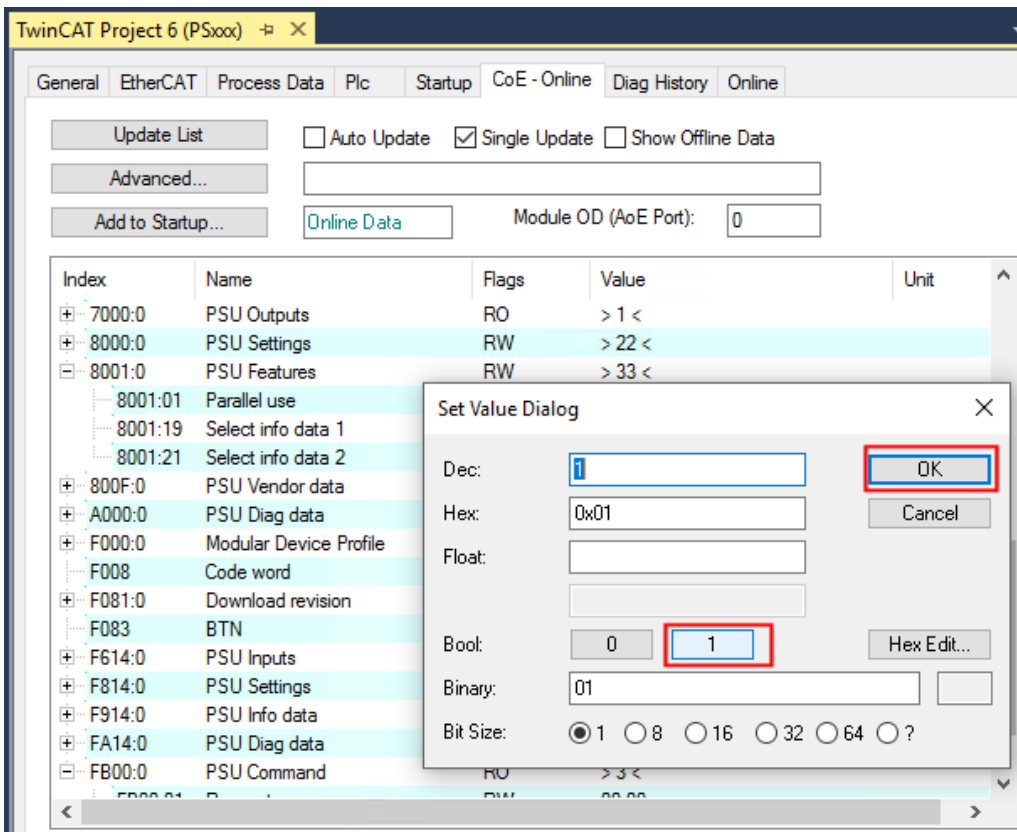 TwinCAT Project 6 (PSxxx)
General EtherCAT Process Data Plc Startup CoE - Online Diag History Online
Update List Auto Update Single Update Show Offline Data
Advanced...
Add to Startup... Online Data Module OD (AoE Port): 0
Index Name Flags Value Unit
7000:0 PSU Outputs RO > 1 <
8000:0 PSU Settings RW > 22 <
8001:0 PSU Features RW > 33 <
8001:01 Parallel use
8001:19 Select info data 1
8001:21 Select info data 2
800F:0 PSU Vendor data
A000:0 PSU Diag data
F000:0 Modular Device Profile
F008 Code word
F081:0 Download revision
F083 BTN
F614:0 PSU Inputs
F814:0 PSU Settings
F914:0 PSU Info data
FA14:0 PSU Diag data
FB00:0 PSU Command RO > 3 <
Set Value Dialog
Dec: 1 OK
Hex: 0x01 Cancel
Float:
Bool: 0 1 Hex Edit...
Binary: 01
Bit Size: 1 8 16 32 64 ?